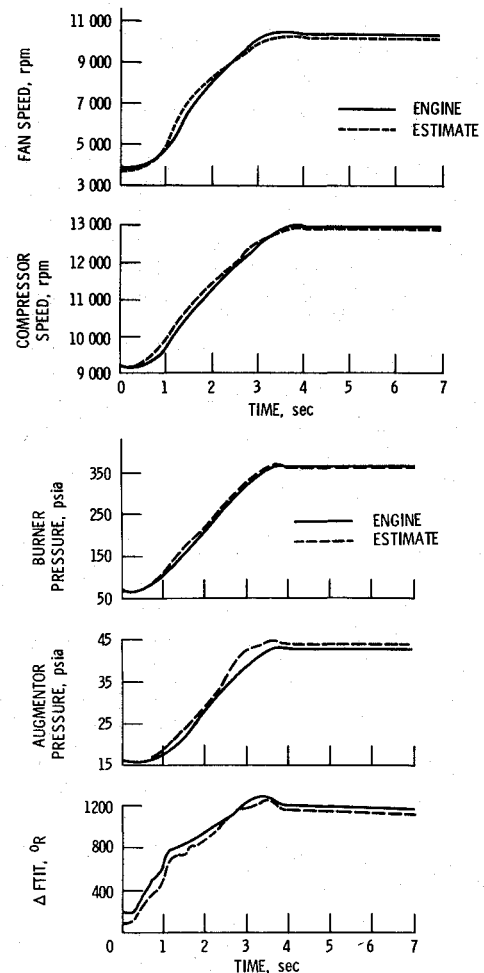 11 000
9 000
7 000
5 000
3 000
FAN SPEED, rpm
ENGINE
ESTIMATE
13 000
12 000
11 000
10 000
9 000
COMPRESSOR
SPEED, rpm
0 1 2 3 4 5 6 7
TIME, sec
350
250
150
50
BURNER
PRESSURE, psia
ENGINE
ESTIMATE
45
35
25
15
AUGMENTOR
PRESSURE, psia
1200
800
400
Δ FTIT, ⁰R
0 1 2 3 4 5 6 7
TIME, sec